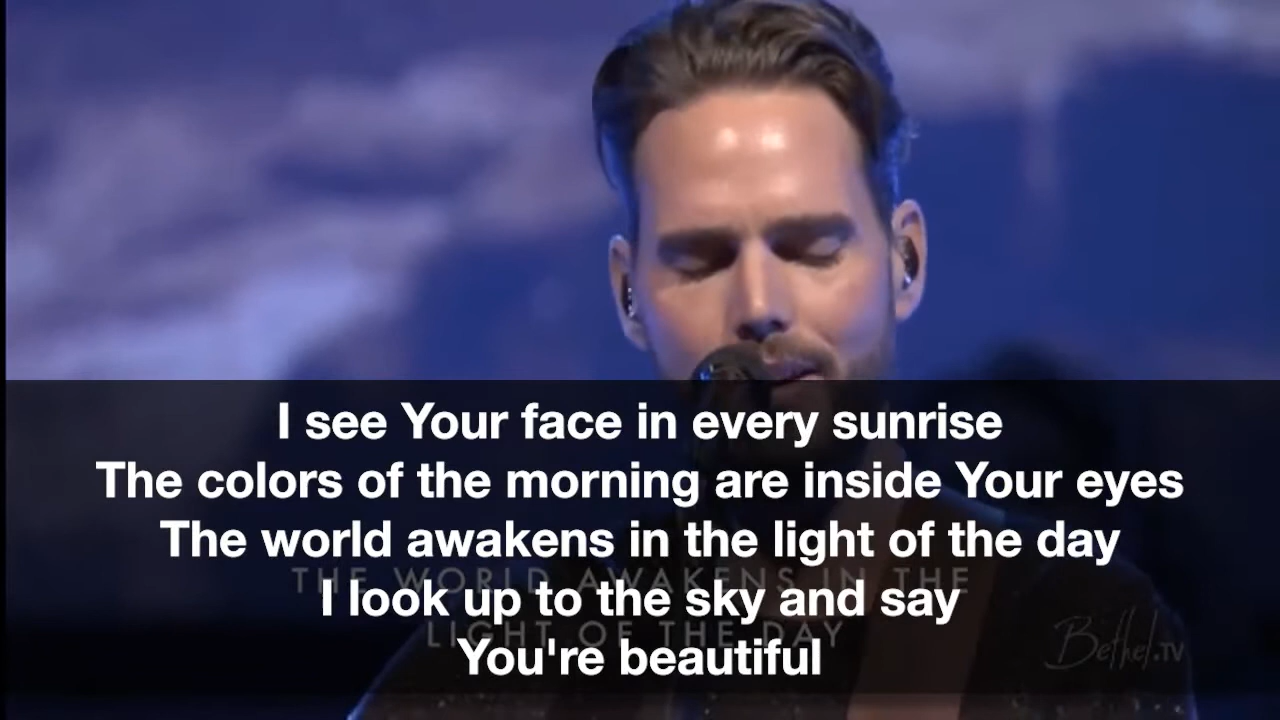 I see Your face in every sunrise
The colors of the morning are inside Your eyes
The world awakens in the light of the day
THE WORLD AWAKENS IN THE
I look up to the sky and say
LIGHT OF THE DAY
You're beautiful
Bethel.TV